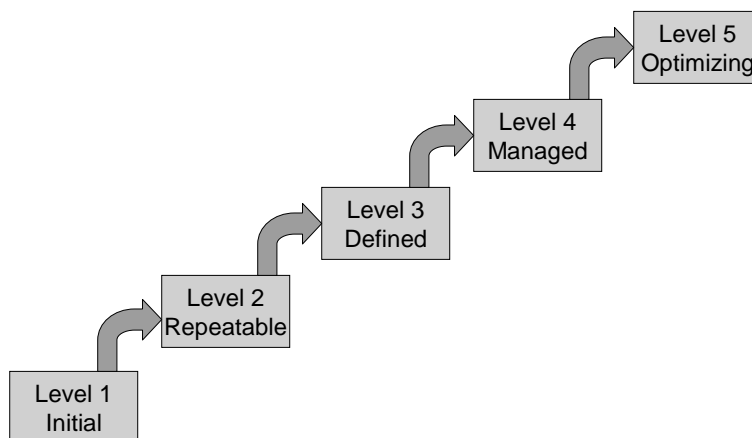 Level 5
Optimizing
Level 4
Managed
Level 3
Defined
Level 2
Repeatable
Level 1
Initial